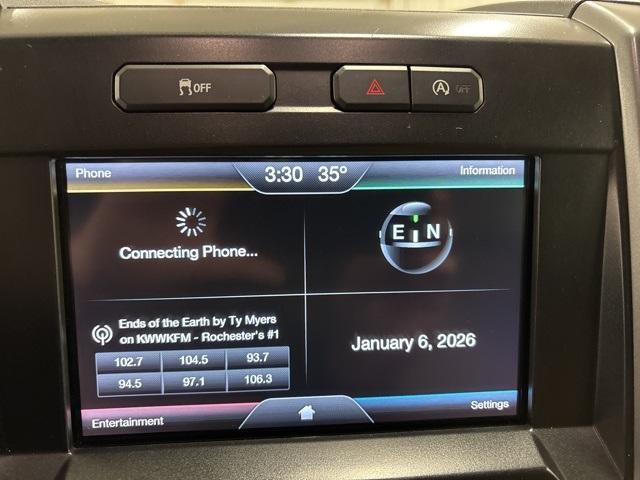 OFF
A OFF
Phone
3:30 35°
Information
Connecting Phone...
E N
Ends of the Earth by Ty Myers
on KWWKFM - Rochester's #1
102.7 104.5 93.7
94.5 97.1 106.3
January 6, 2026
Entertainment
Settings